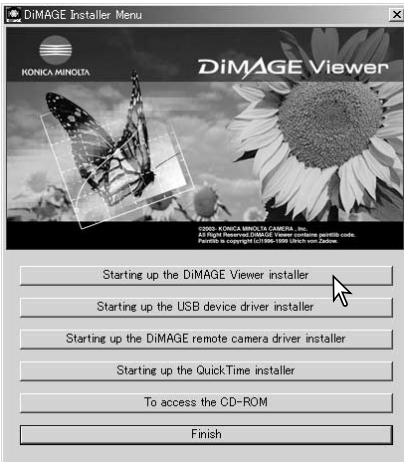 DiMAGE Installer Menu
KONICA MINOLTA
DiMAGE Viewer
©2003- KONICA MINOLTA CAMERA , Inc.
All Right Reserved.DiMAGE Viewer contains paintlib code.
Paintlib is copyright (c)1996-1998 Ulrich von Zadow.
Starting up the DiMAGE Viewer installer
Starting up the USB device driver installer
Starting up the DiMAGE remote camera driver installer
Starting up the QuickTime installer
To access the CD-ROM
Finish